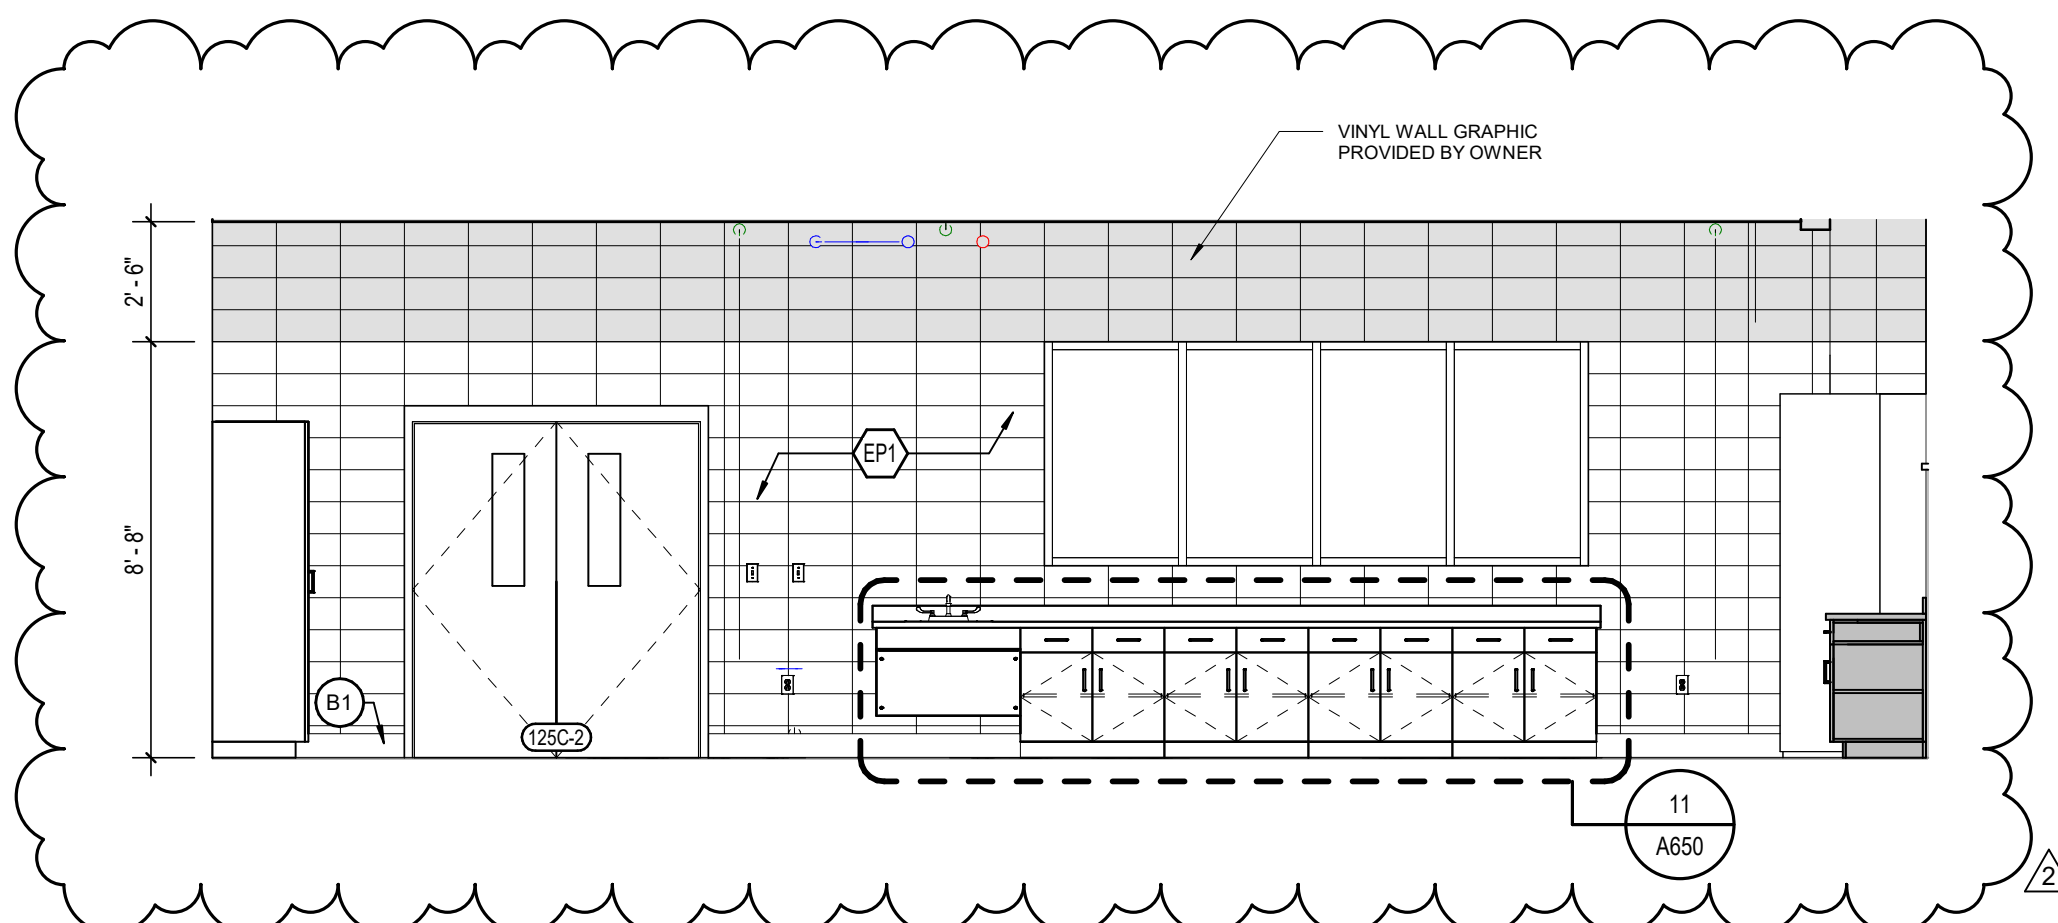 VINYL WALL GRAPHIC
PROVIDED BY OWNER
2' - 6"
8' - 8"
EP1
B1
125C-2
11
A650
2